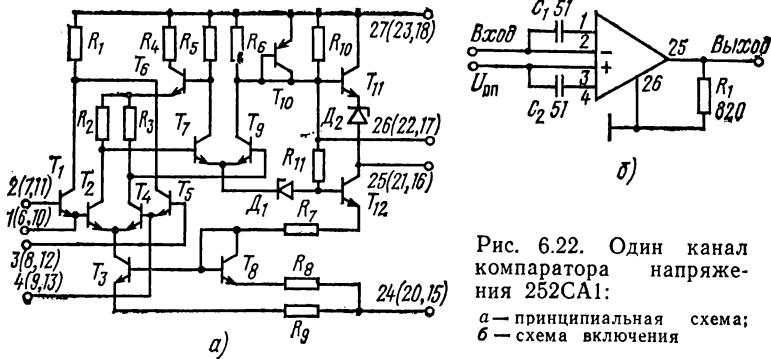 R1
R4
R5
R6
R10
27(23,18)
T6
T10
T11
Д2
R2
R3
T7
T9
26(22,17)
R11
25(21,16)
T1
T2
T4
T5
Д1
T12
2(7,11)
1(6,10)
3(8,12)
4(9,13)
T3
T8
R7
R8
R9
24(20,15)
а)
C1 51
Вход
1
2
25
Выход
Uоп
3
4
26
C2 51
R1
820
б)
Рис. 6.22. Один канал
компаратора напряже-
ния 252СА1:
а — принципиальная схема;
б — схема включения